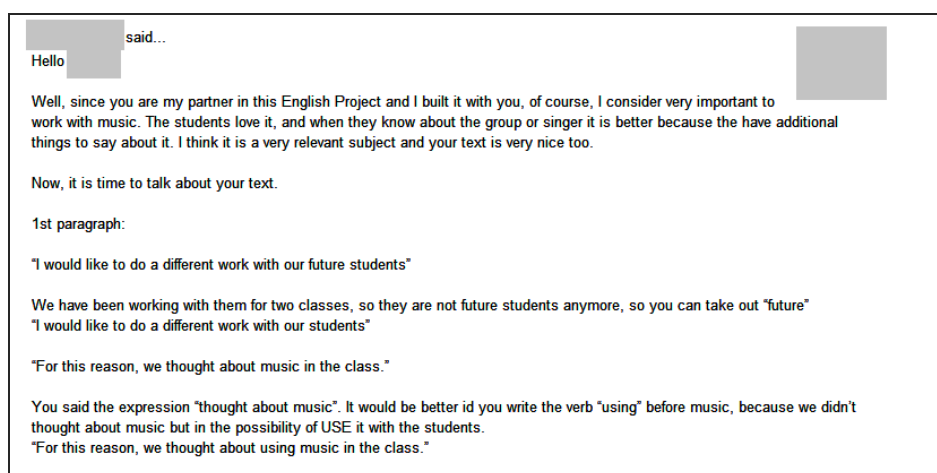 said...
Hello
Well, since you are my partner in this English Project and I built it with you, of course, I consider very important to
work with music. The students love it, and when they know about the group or singer it is better because the have additional
things to say about it. I think it is a very relevant subject and your text is very nice too.
Now, it is time to talk about your text.
1st paragraph:
"I would like to do a different work with our future students"
We have been working with them for two classes, so they are not future students anymore, so you can take out "future"
"I would like to do a different work with our students"
"For this reason, we thought about music in the class."
You said the expression "thought about music". It would be better id you write the verb "using" before music, because we didn't
thought about music but in the possibility of USE it with the students.
"For this reason, we thought about using music in the class."